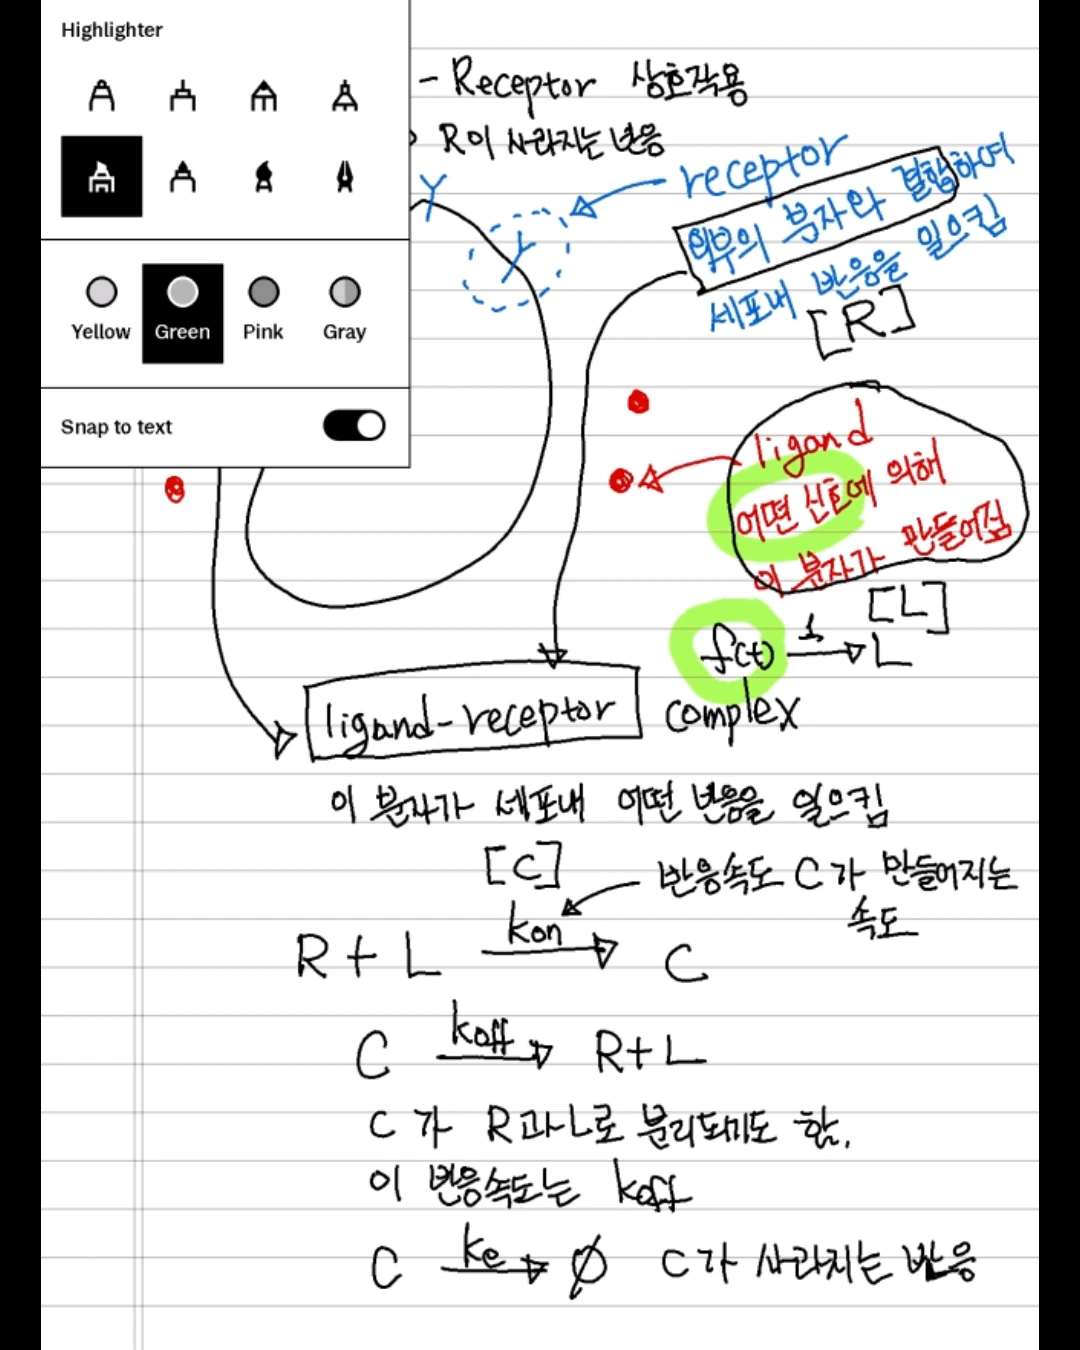 Highlighter
Yellow
Green
Pink
Gray
Snap to text
- Receptor 상호작용
R이 사라지는 반응
receptor
외부의 분자와 결합하여
세포내 반응을 일으킴
[R]
ligand
어떤 신호에 의해
이 분자가 만들어짐
[L]
f(t) 1 L
ligand-receptor complex
이 분자가 세포내 어떤 반응을 일으킴
[C]
반응속도 C가 만들어지는
속도
R + L kon C
C koff R+L
C가 R과 L로 분리되기도 함.
이 반응속도는 koff
C ke ∅ C가 사라지는 반응